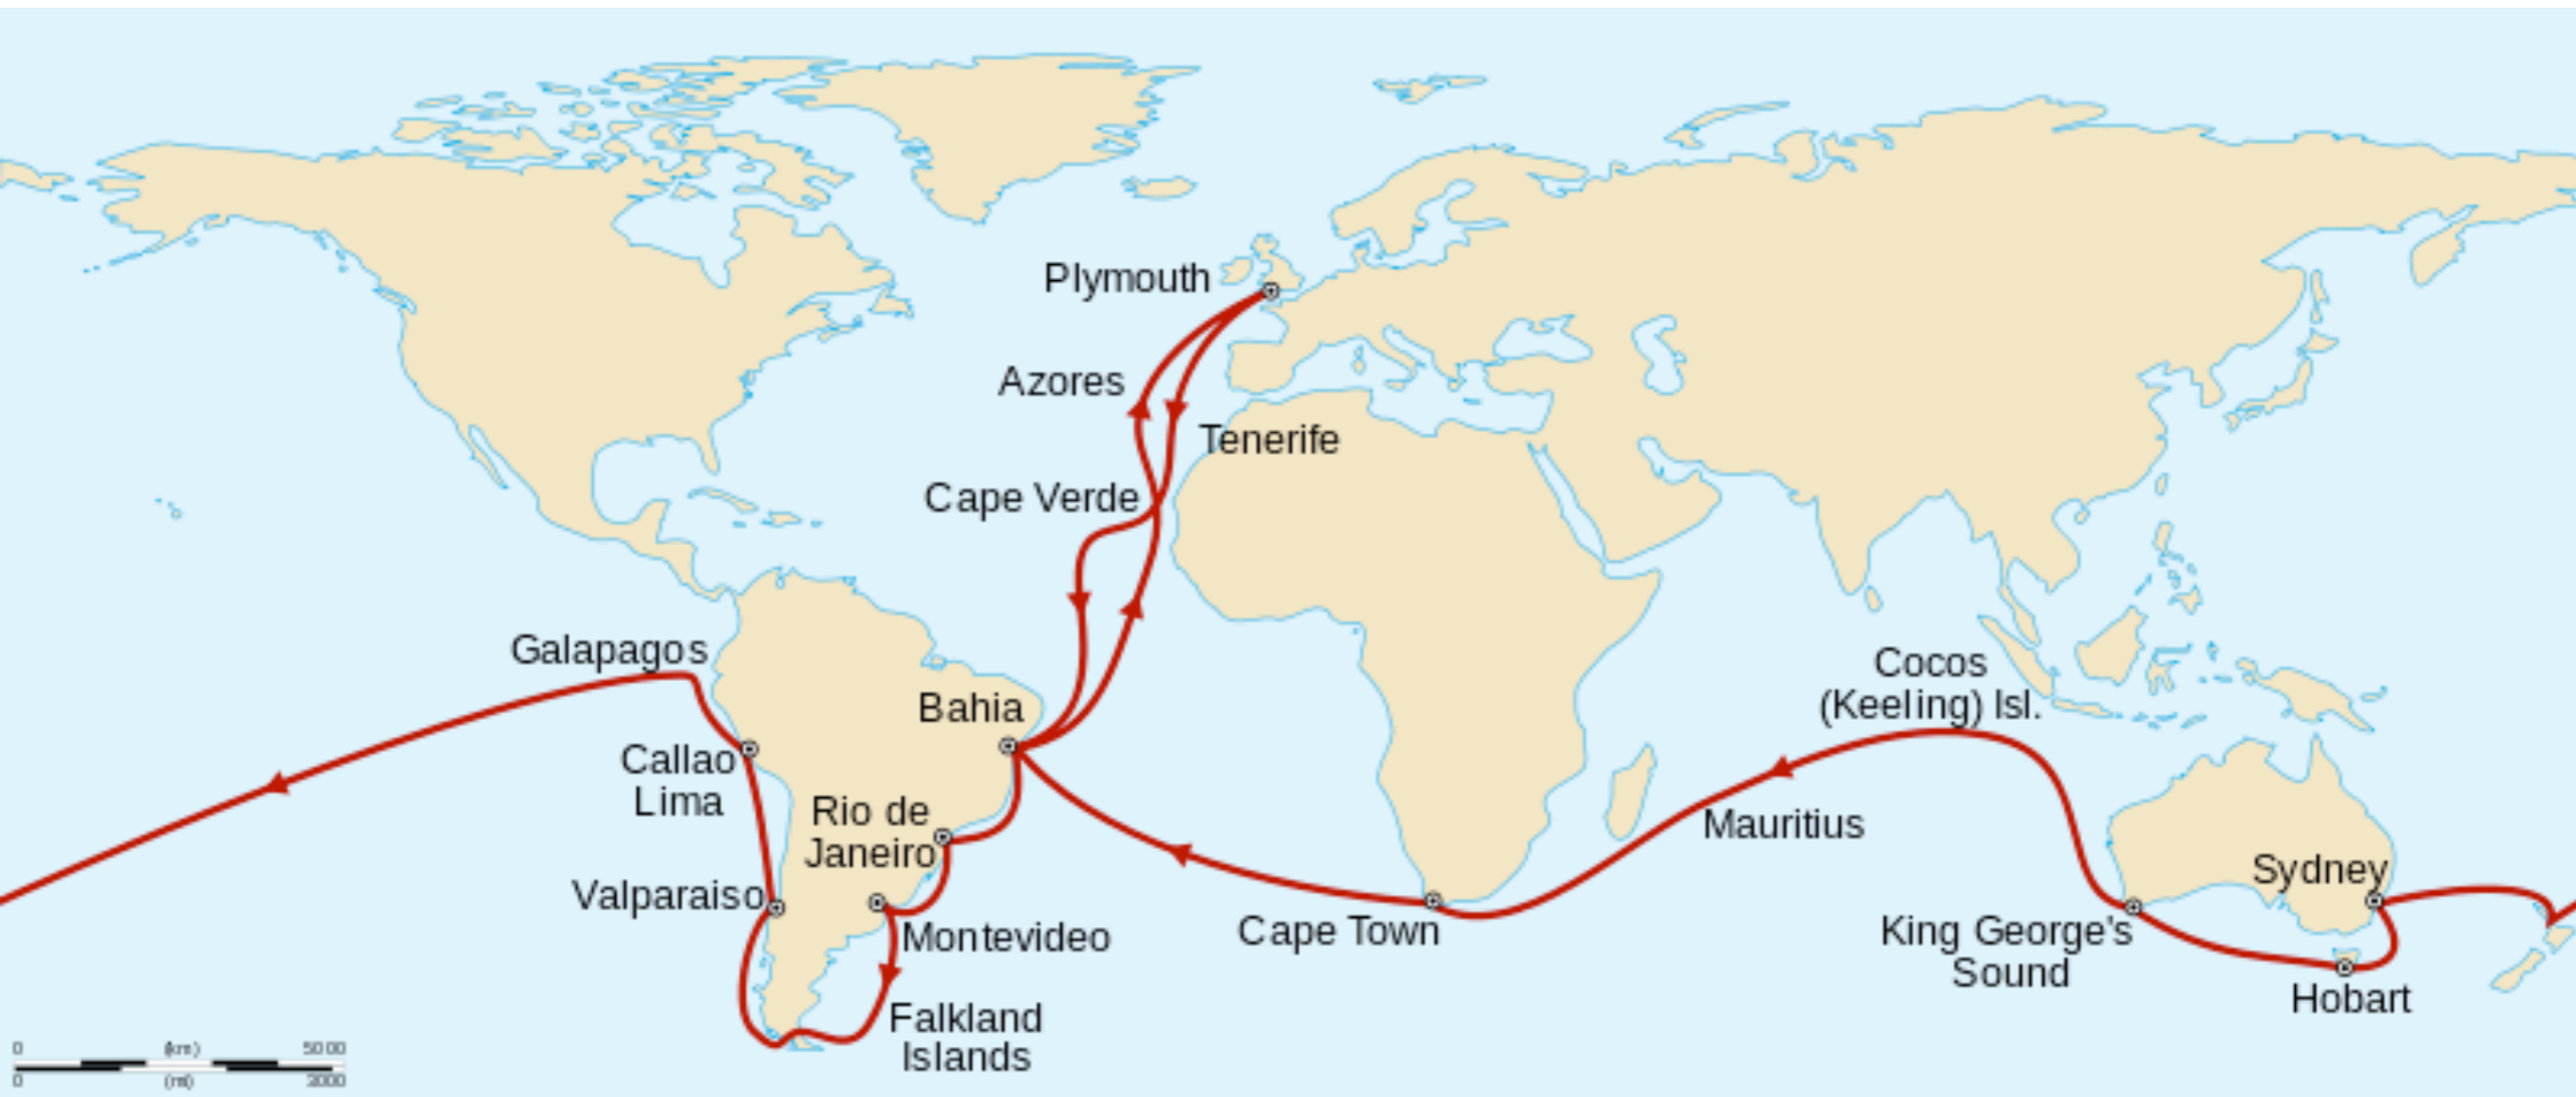 Plymouth
Azores
Tenerife
Cape Verde
Galapagos
Cocos
(Keeling) Isl.
Bahia
Callao
Lima
Rio de
Janeiro
Mauritius
Sydney
Valparaiso
Montevideo
Cape Town
King George's
Sound
Hobart
Falkland
Islands
0 (km) 5000
0 (mi) 3000